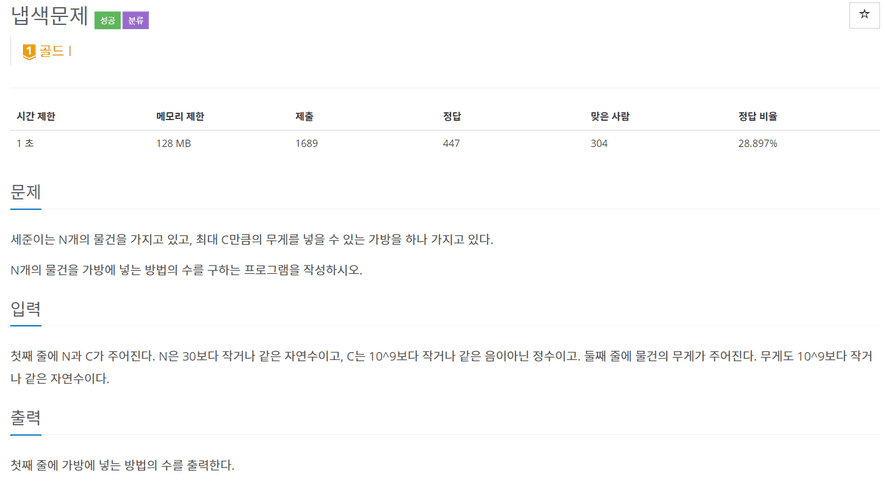 냅색문제 성공 분류
1 골드 I
시간 제한 메모리 제한 제출 정답 맞은 사람 정답 비율
1 초 128 MB 1689 447 304 28.897%
문제
세준이는 N개의 물건을 가지고 있고, 최대 C만큼의 무게를 넣을 수 있는 가방을 하나 가지고 있다.
N개의 물건을 가방에 넣는 방법의 수를 구하는 프로그램을 작성하시오.
입력
첫째 줄에 N과 C가 주어진다. N은 30보다 작거나 같은 자연수이고, C는 10^9보다 작거나 같은 음이아닌 정수이고. 둘째 줄에 물건의 무게가 주어진다. 무게도 10^9보다 작거
나 같은 자연수이다.
출력
첫째 줄에 가방에 넣는 방법의 수를 출력한다.